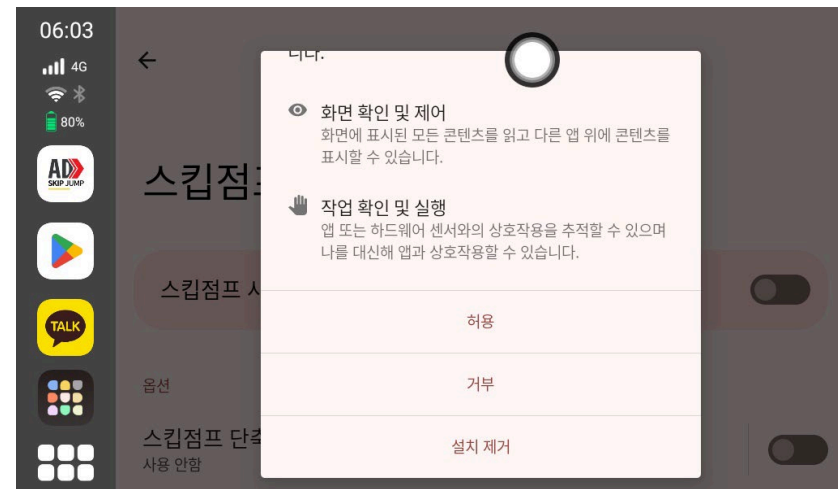 06:03
4G
80%
AD
SKIP JUMP
TALK
←
스킵점프
스킵점프 사
옵션
스킵점프 단축
사용 안함
니다.
화면 확인 및 제어
화면에 표시된 모든 콘텐츠를 읽고 다른 앱 위에 콘텐츠를
표시할 수 있습니다.
작업 확인 및 실행
앱 또는 하드웨어 센서와의 상호작용을 추적할 수 있으며
나를 대신해 앱과 상호작용할 수 있습니다.
허용
거부
설치 제거